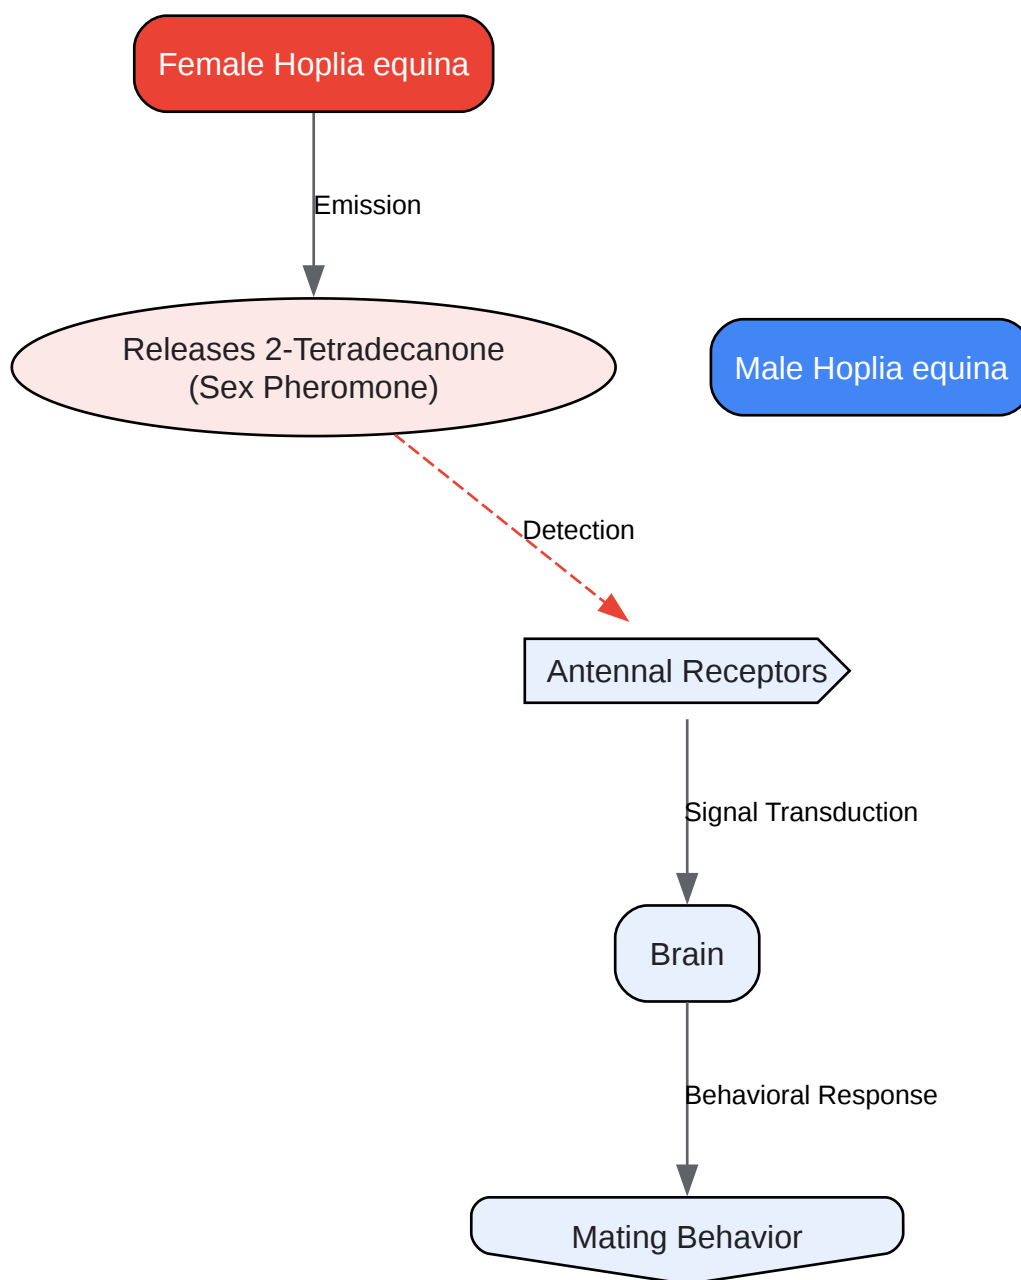 Female Hoplia equina
Emission
Releases 2-Tetradecanone
(Sex Pheromone)
Male Hoplia equina
Detection
Antennal Receptors
Signal Transduction
Brain
Behavioral Response
Mating Behavior